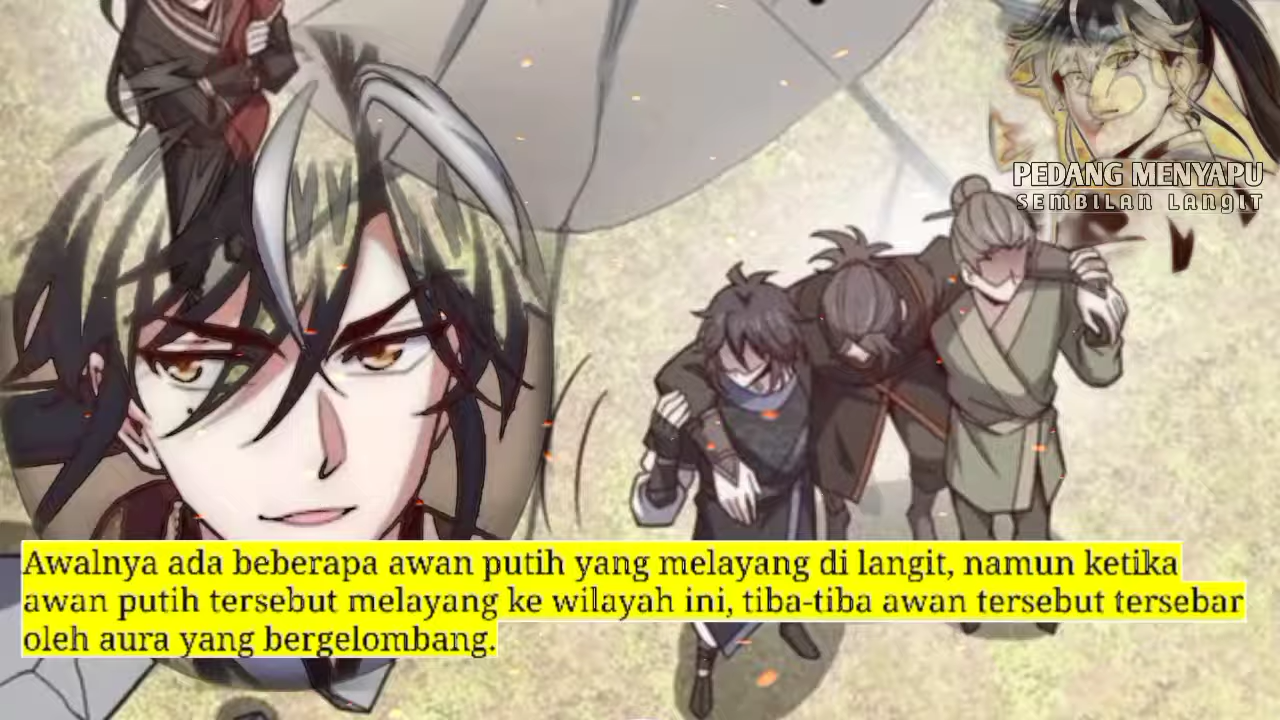 PEDANG MENYAPU
SEMBILAN LANGIT
Awalnya ada beberapa awan putih yang melayang di langit, namun ketika
awan putih tersebut melayang ke wilayah ini, tiba-tiba awan tersebut tersebar
oleh aura yang bergelombang.